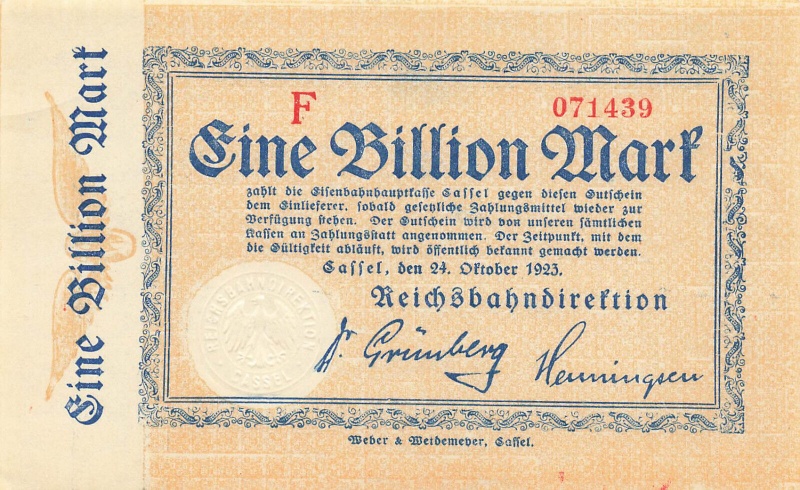 Eine Billion Mark
F
071439
Eine Billion Mark
zahlt die Eisenbahnhauptkasse Cassel gegen diesen Gutschein
dem Einlieferer, sobald gesetzliche Zahlungsmittel wieder zur
Verfügung stehen. Der Gutschein wird von unseren sämtlichen
Kassen an Zahlungsstatt angenommen. Der Zeitpunkt, mit dem
die Gültigkeit abläuft, wird öffentlich bekannt gemacht werden.
Cassel, den 24. Oktober 1923.
Reichsbahndirektion
Dr. Grünberg Henningsen
Weber & Weidemeyer, Cassel.